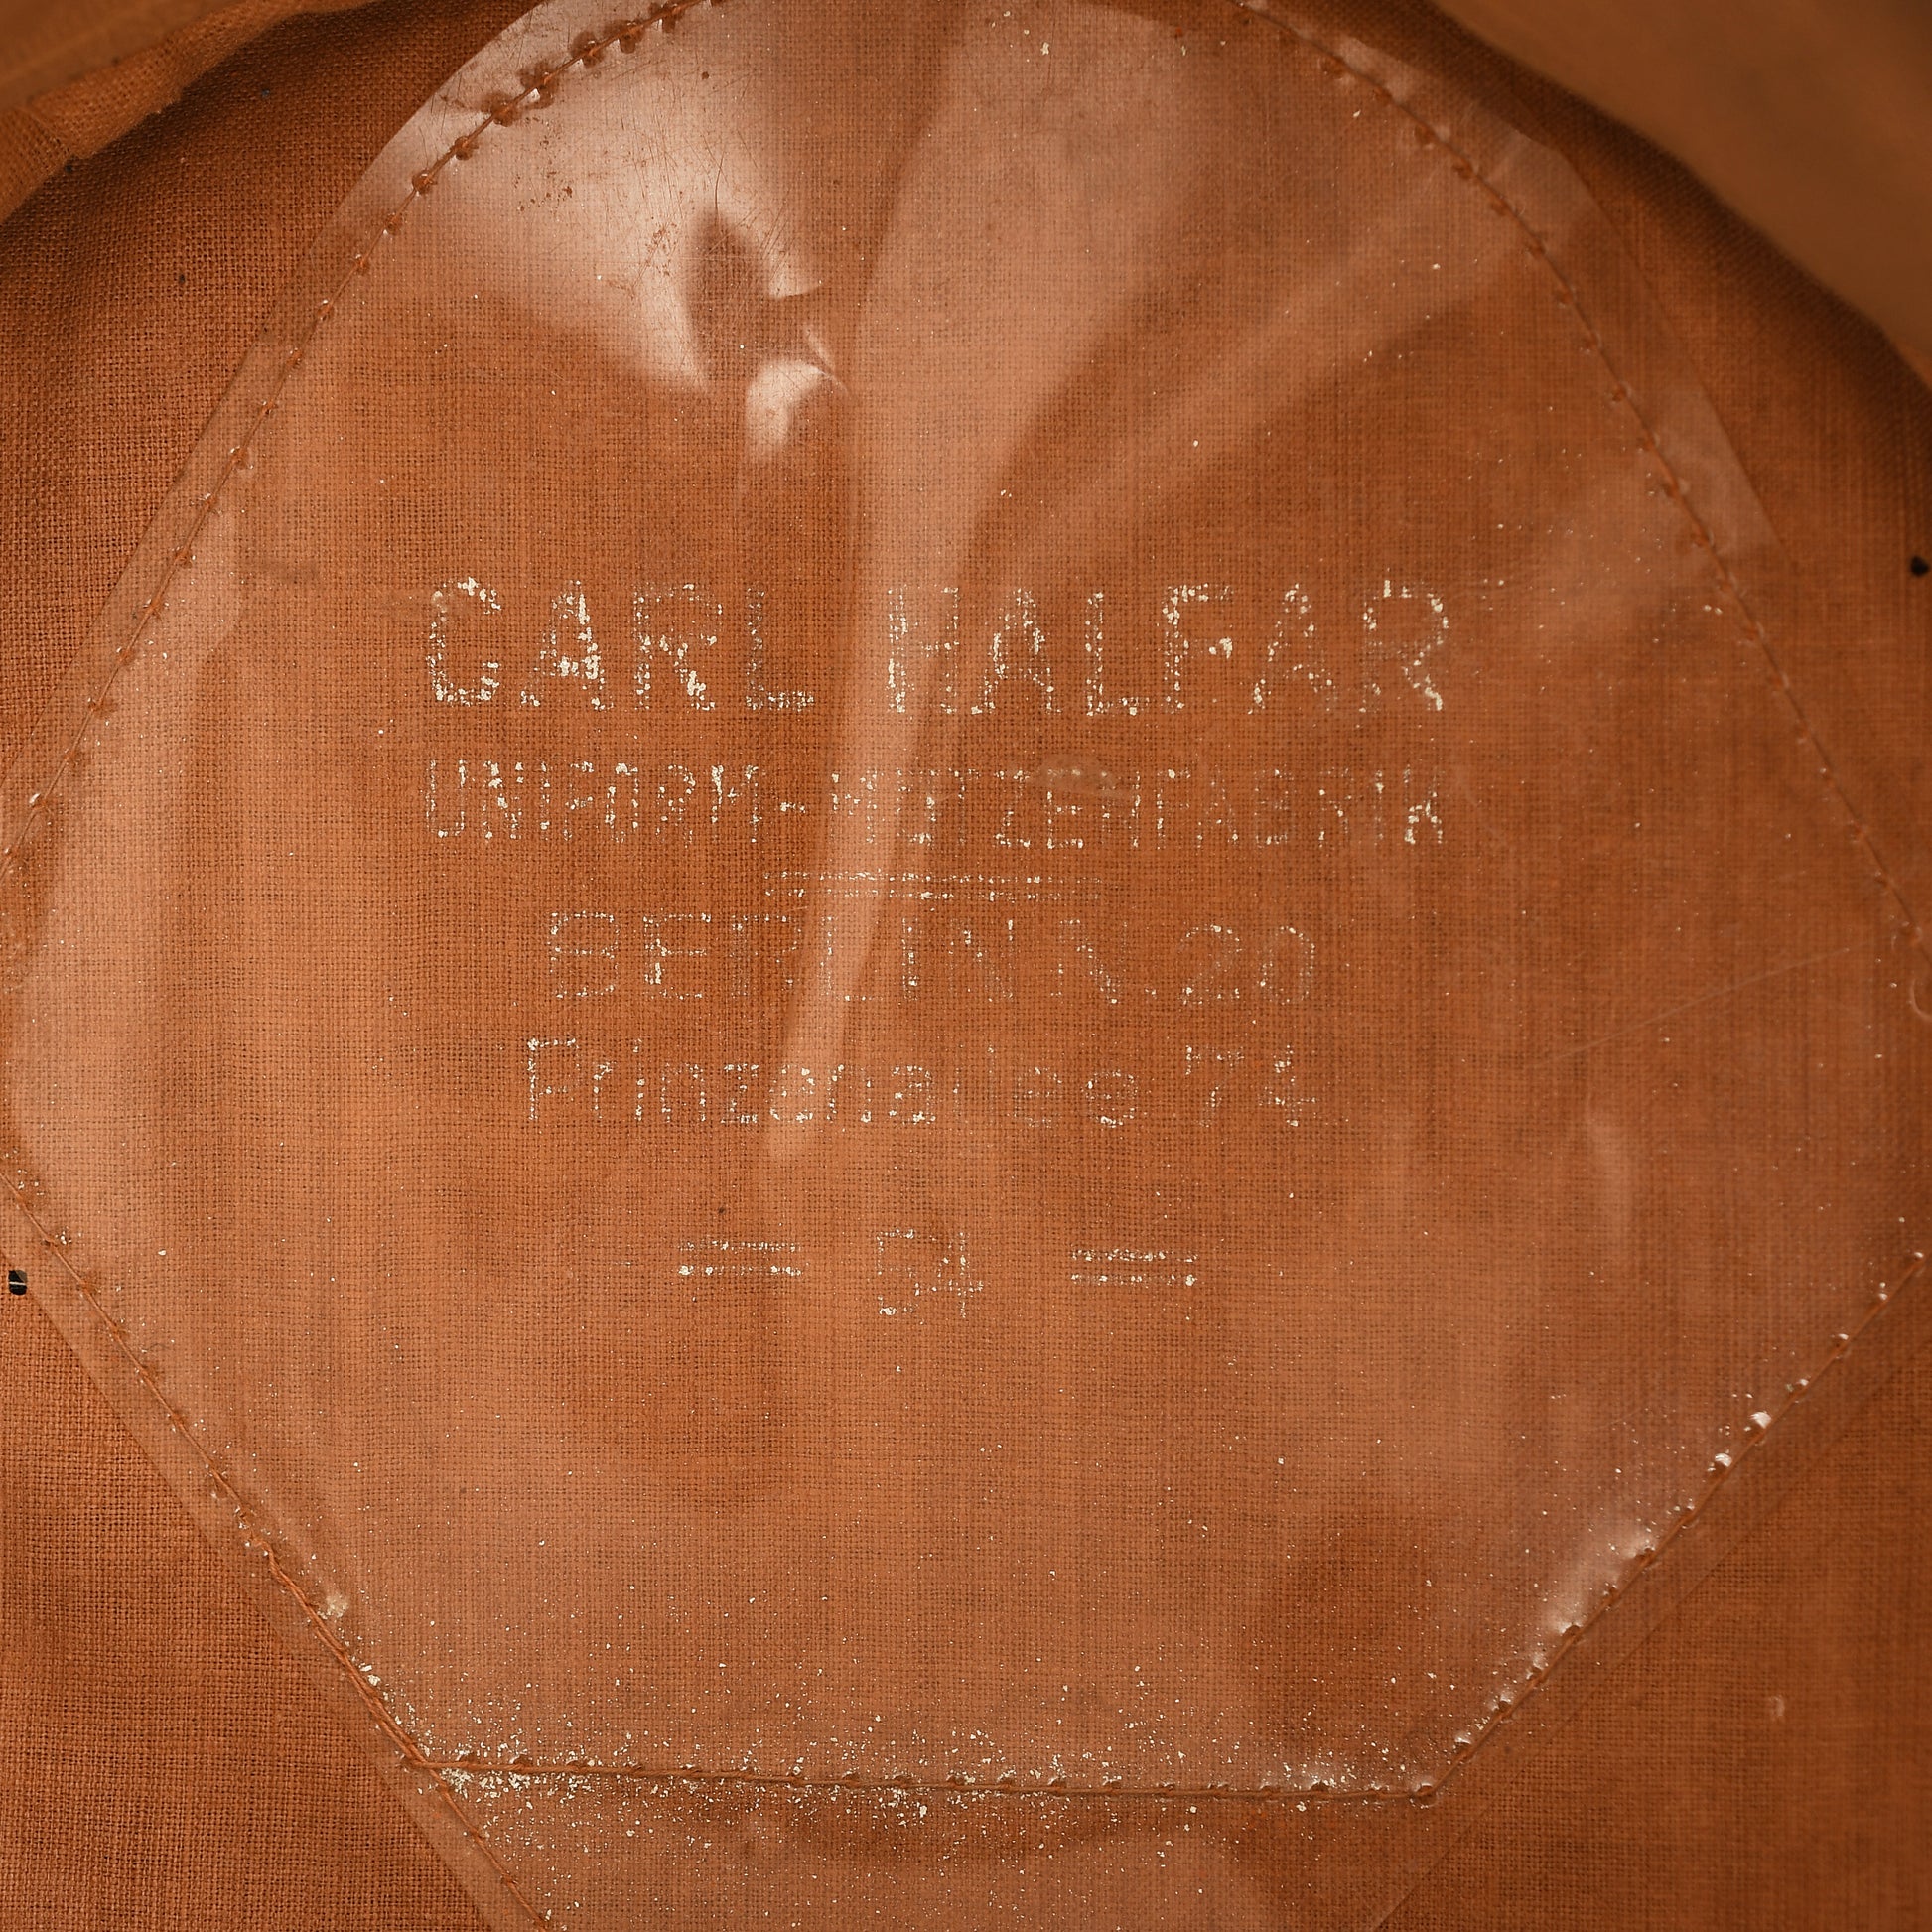 CARL HALFAR
UNIFORM-MÜTZENFABRIK
BERLIN N. 20
Prinzenallee 74
= 54 =